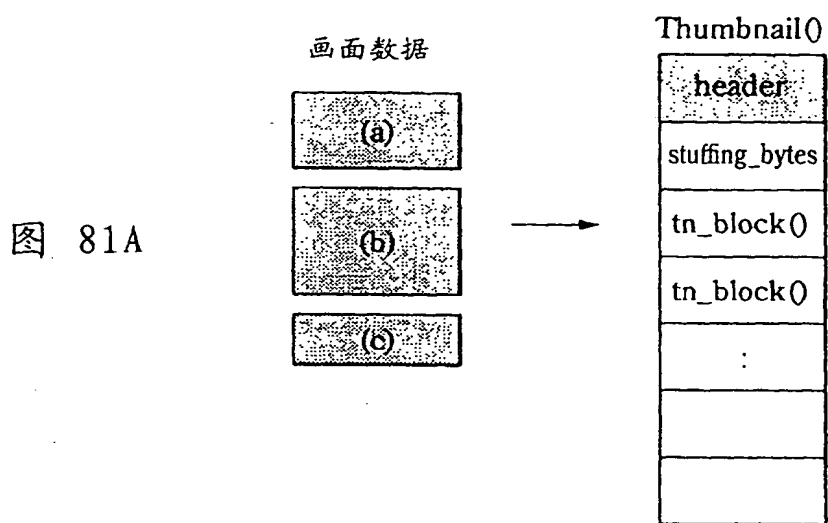 图 81A
画面数据
(a)
(b)
(c)
Thumbnail()
header
stuffing_bytes
tn_block()
tn_block()
: